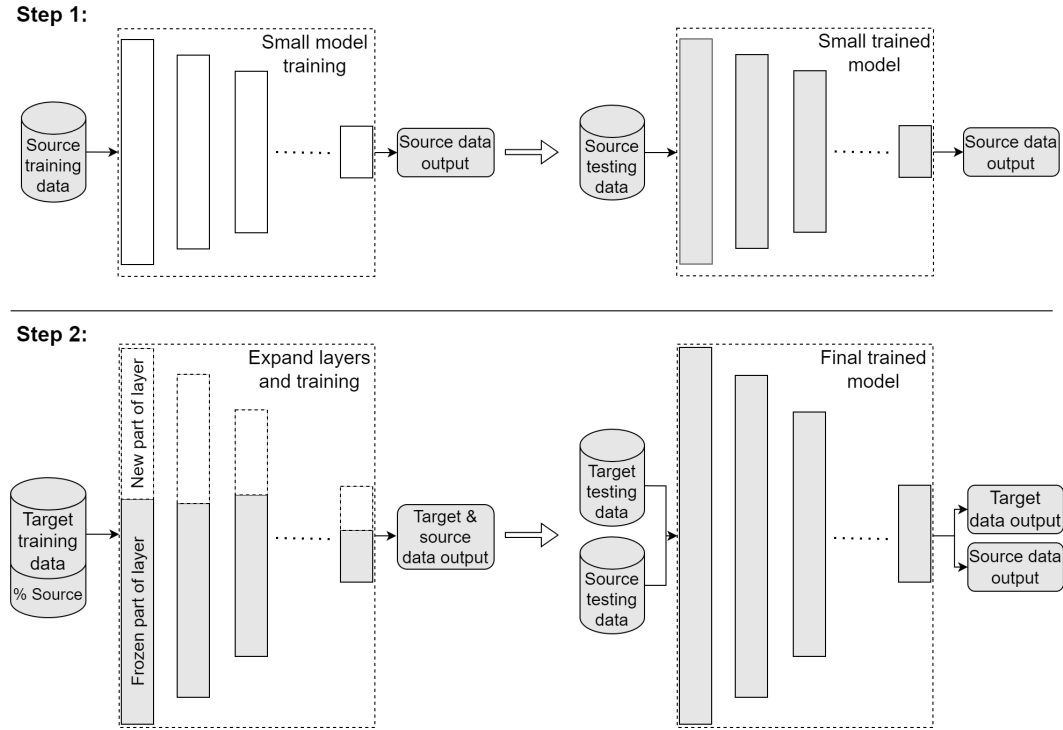 Step 1:
Small model
training
Source
training
data
Source data
output
Small trained
model
Source
testing
data
Source data
output
Step 2:
Expand layers
and training
New part of layer
Frozen part of layer
Target
training
data
% Source
Target &
source
data output
Final trained
model
Target
testing
data
Source
testing
data
Target
data output
Source data
output